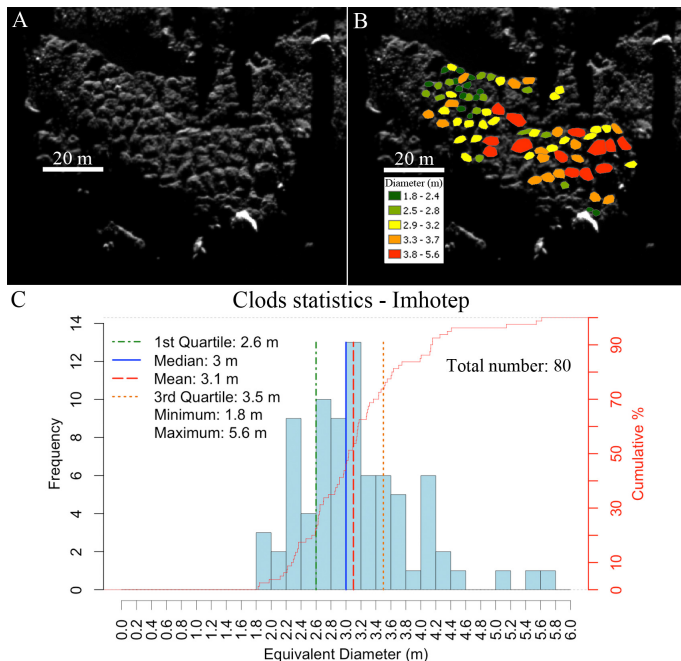 A
B
20 m
20 m
Diameter (m)
1.8 - 2.4
2.5 - 2.8
2.9 - 3.2
3.3 - 3.7
3.8 - 5.6
C
Clods statistics - Imhotep
1st Quartile: 2.6 m
Median: 3 m
Mean: 3.1 m
3rd Quartile: 3.5 m
Minimum: 1.8 m
Maximum: 5.6 m
Total number: 80
Frequency
0
2
4
6
8
10
12
14
Cumulative %
0
10
30
50
70
90
0.0 0.2 0.4 0.6 0.8 1.0 1.2 1.4 1.6 1.8 2.0 2.2 2.4 2.6 2.8 3.0 3.2 3.4 3.6 3.8 4.0 4.2 4.4 4.6 4.8 5.0 5.2 5.4 5.6 5.8 6.0
Equivalent Diameter (m)